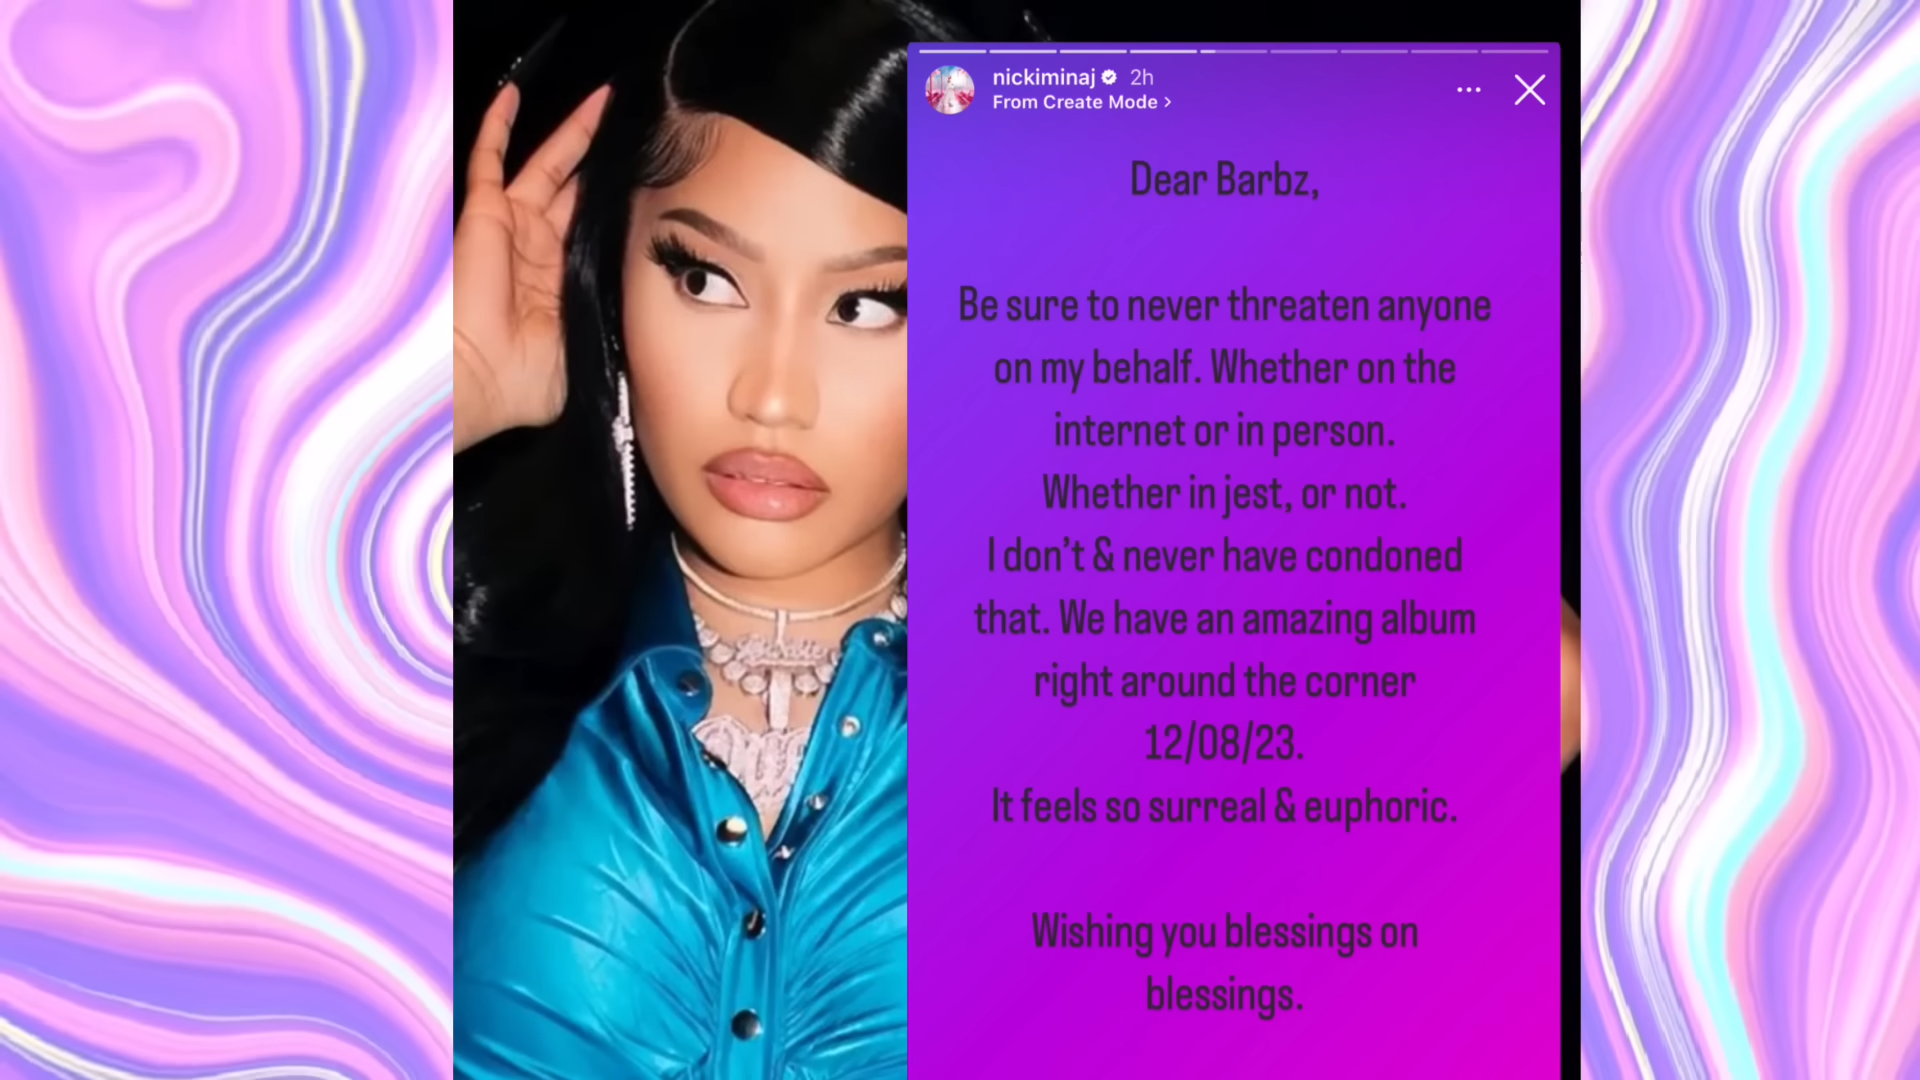 nickiminaj 2h
From Create Mode >
Dear Barbz,
Be sure to never threaten anyone
on my behalf. Whether on the
internet or in person.
Whether in jest, or not.
I don't & never have condoned
that. We have an amazing album
right around the corner
12/08/23.
It feels so surreal & euphoric.
Wishing you blessings on
blessings.